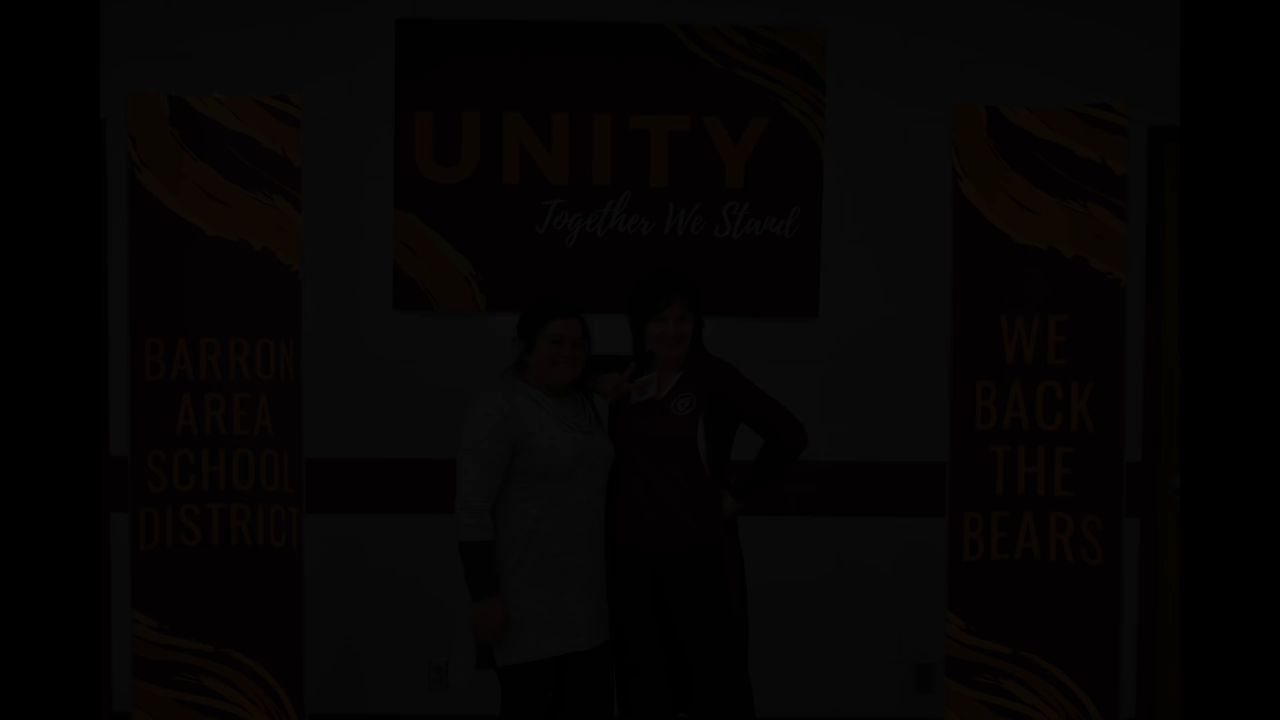 UNITY
Together We Stand
BARRON
AREA
SCHOOL
DISTRICT
WE
BACK
THE
BEARS